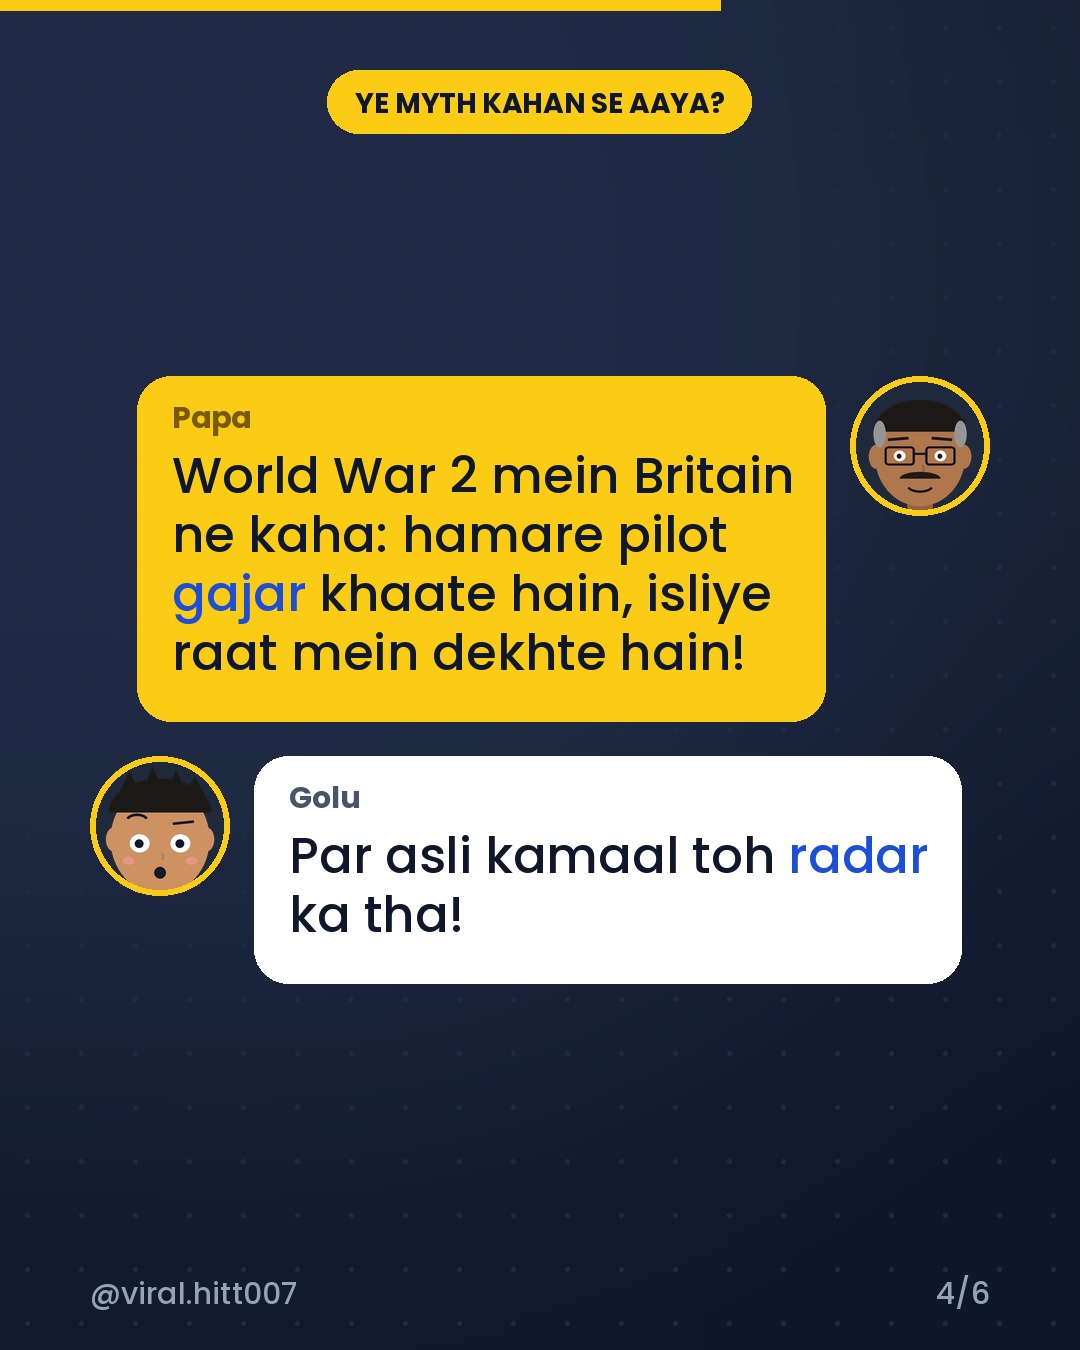 YE MYTH KAHAN SE AAYA?
Papa
World War 2 mein Britain
ne kaha: hamare pilot
gajar khaate hain, isliye
raat mein dekhte hain!
Golu
Par asli kamaal toh radar
ka tha!
@viral.hitt007
4/6